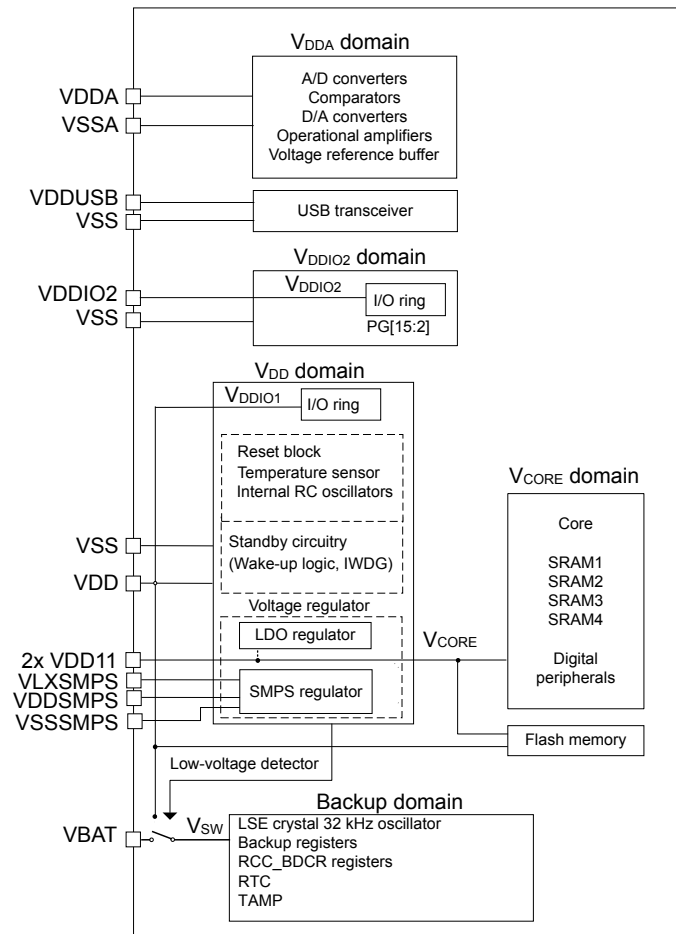 VDDA domain
A/D converters
Comparators
D/A converters
Operational amplifiers
Voltage reference buffer
VDDA
VSSA
VDDUSB
VSS
USB transceiver
VDDIO2 domain
VDDIO2
VDDIO2
I/O ring
VSS
PG[15:2]
VDD domain
VDDIO1
I/O ring
Reset block
Temperature sensor
Internal RC oscillators
VSS
VDD
Standby circuitry
(Wake-up logic, IWDG)
Voltage regulator
LDO regulator
2x VDD11
VLXSMPS
VDDSMPS
VSSSMPS
SMPS regulator
VCORE
VCORE domain
Core
SRAM1
SRAM2
SRAM3
SRAM4
Digital
peripherals
Flash memory
Low-voltage detector
Backup domain
VBAT
VSW
LSE crystal 32 kHz oscillator
Backup registers
RCC_BDCR registers
RTC
TAMP